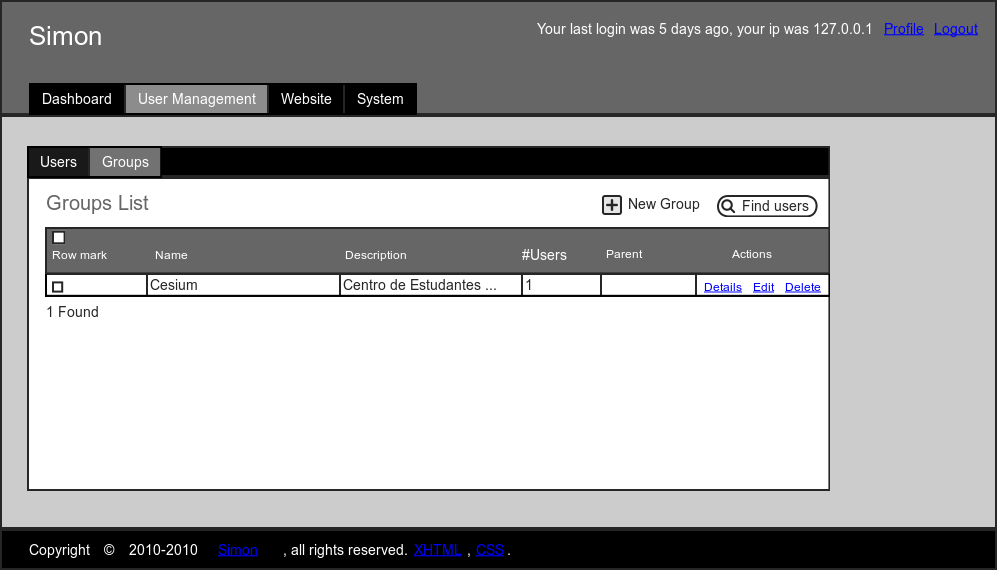 Simon
Your last login was 5 days ago, your ip was 127.0.0.1 Profile Logout
Dashboard User Management Website System
Users Groups
Groups List New Group Find users
Row mark Name Description #Users Parent Actions
Cesium Centro de Estudantes ... 1 Details Edit Delete
1 Found
Copyright © 2010-2010 Simon , all rights reserved. XHTML , CSS .